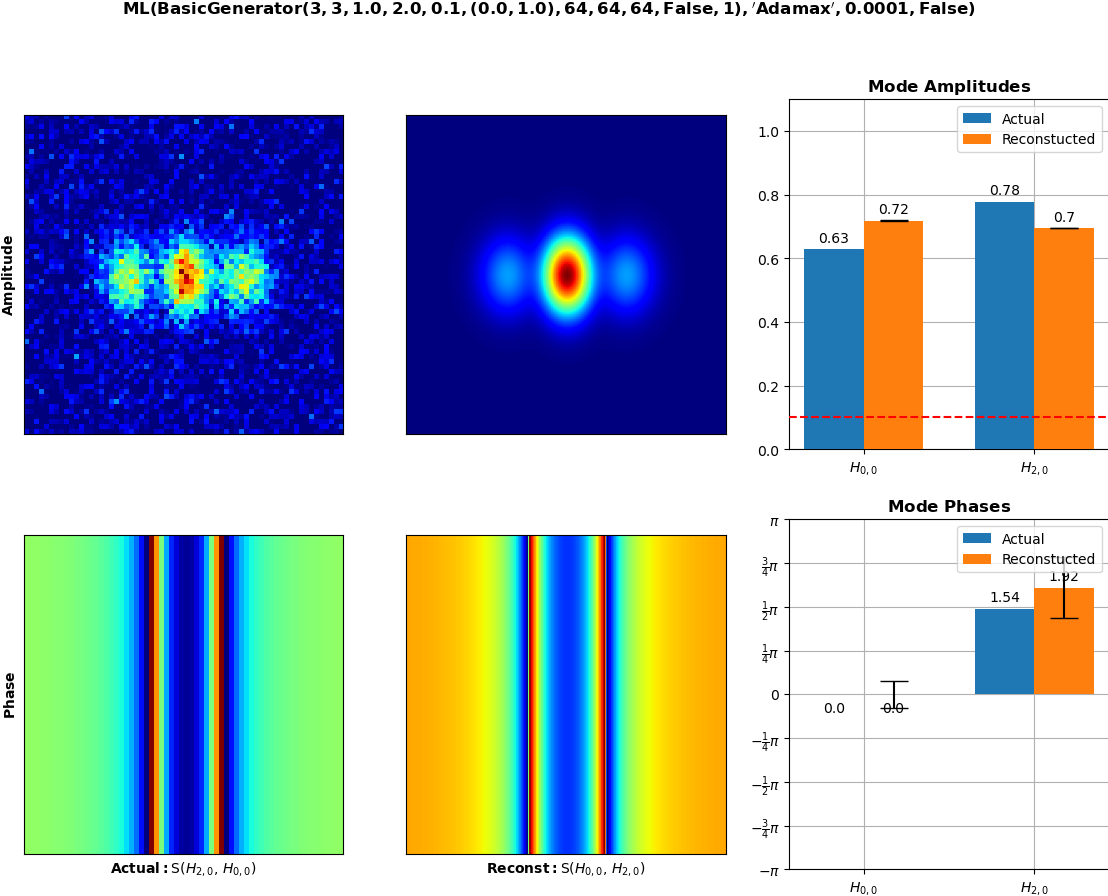 ML(BasicGenerator(3, 3, 1.0, 2.0, 0.1, (0.0, 1.0), 64, 64, 64, False, 1), ′Adamax′, 0.0001, False)
Amplitude
Mode Amplitudes
Actual
Reconstucted
1.0
0.8
0.6
0.4
0.2
0.0
0.63
0.72
0.78
0.7
H0, 0
H2, 0
Phase
Actual: S(H2, 0, H0, 0)
Reconst: S(H0, 0, H2, 0)
Mode Phases
Actual
Reconstucted
π
3/4π
1/2π
1/4π
0
−1/4π
−1/2π
−3/4π
−π
0.0
0.0
1.54
1.92
H0, 0
H2, 0